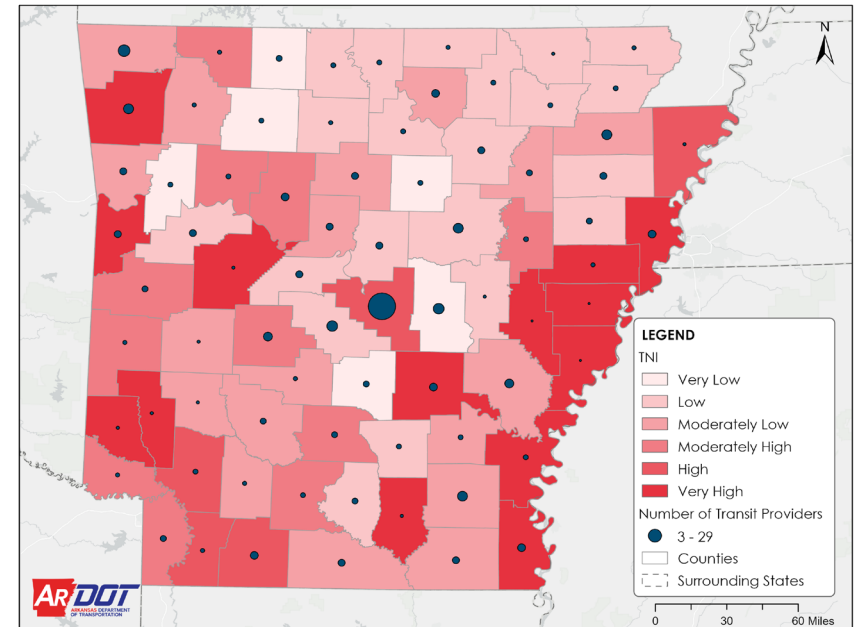 N
LEGEND
TNI
Very Low
Low
Moderately Low
Moderately High
High
Very High
Number of Transit Providers
3 - 29
Counties
Surrounding States
0 30 60 Miles
ARDOT
ARKANSAS DEPARTMENT
OF TRANSPORTATION